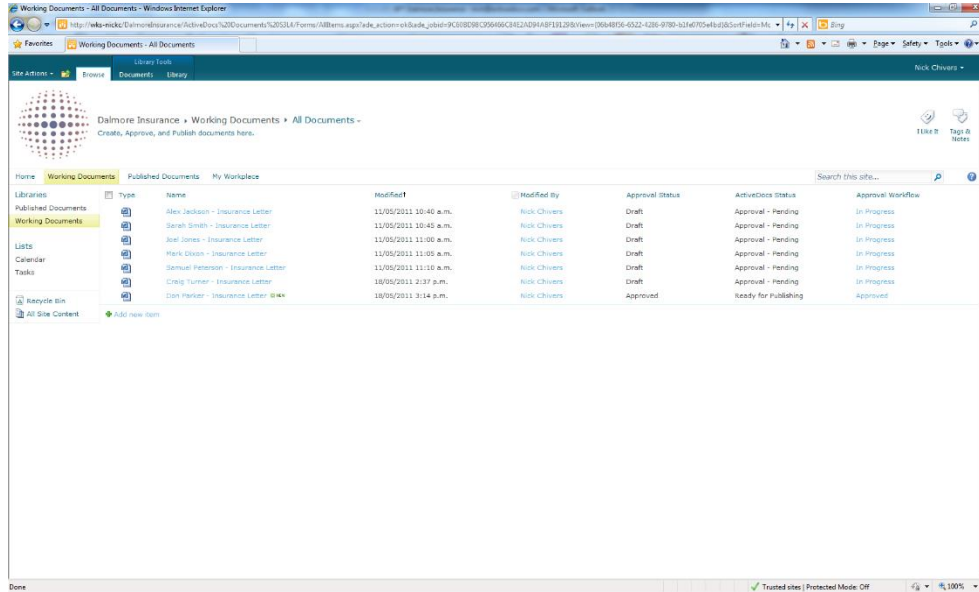 Working Documents - All Documents - Windows Internet Explorer
Bing
Favorites Working Documents - All Documents Page Safety Tools
Library Tools
Site Actions Browse Documents Library Nick Chivers
Dalmore Insurance Working Documents All Documents
Create, Approve, and Publish documents here.
I Like It Tags & Notes
Home Working Documents Published Documents My Workplace Search this site...
Libraries Type Name Modified Modified By Approval Status ActiveDocs Status Approval Workflow
Published Documents
Working Documents
Lists
Calendar
Tasks
Recycle Bin
All Site Content
Alex Jackson - Insurance Letter 11/05/2011 10:40 a.m. Nick Chivers Draft Approval - Pending In Progress
Sarah Smith - Insurance Letter 11/05/2011 10:45 a.m. Nick Chivers Draft Approval - Pending In Progress
Joel Jones - Insurance Letter 11/05/2011 11:00 a.m. Nick Chivers Draft Approval - Pending In Progress
Mark Dixon - Insurance Letter 11/05/2011 11:05 a.m. Nick Chivers Draft Approval - Pending In Progress
Samuel Peterson - Insurance Letter 11/05/2011 11:10 a.m. Nick Chivers Draft Approval - Pending In Progress
Craig Turner - Insurance Letter 18/05/2011 2:37 p.m. Nick Chivers Draft Approval - Pending In Progress
Don Parker - Insurance Letter NEW 18/05/2011 3:14 p.m. Nick Chivers Approved Ready for Publishing Approved
Add new item
Done Trusted sites | Protected Mode: Off 100%